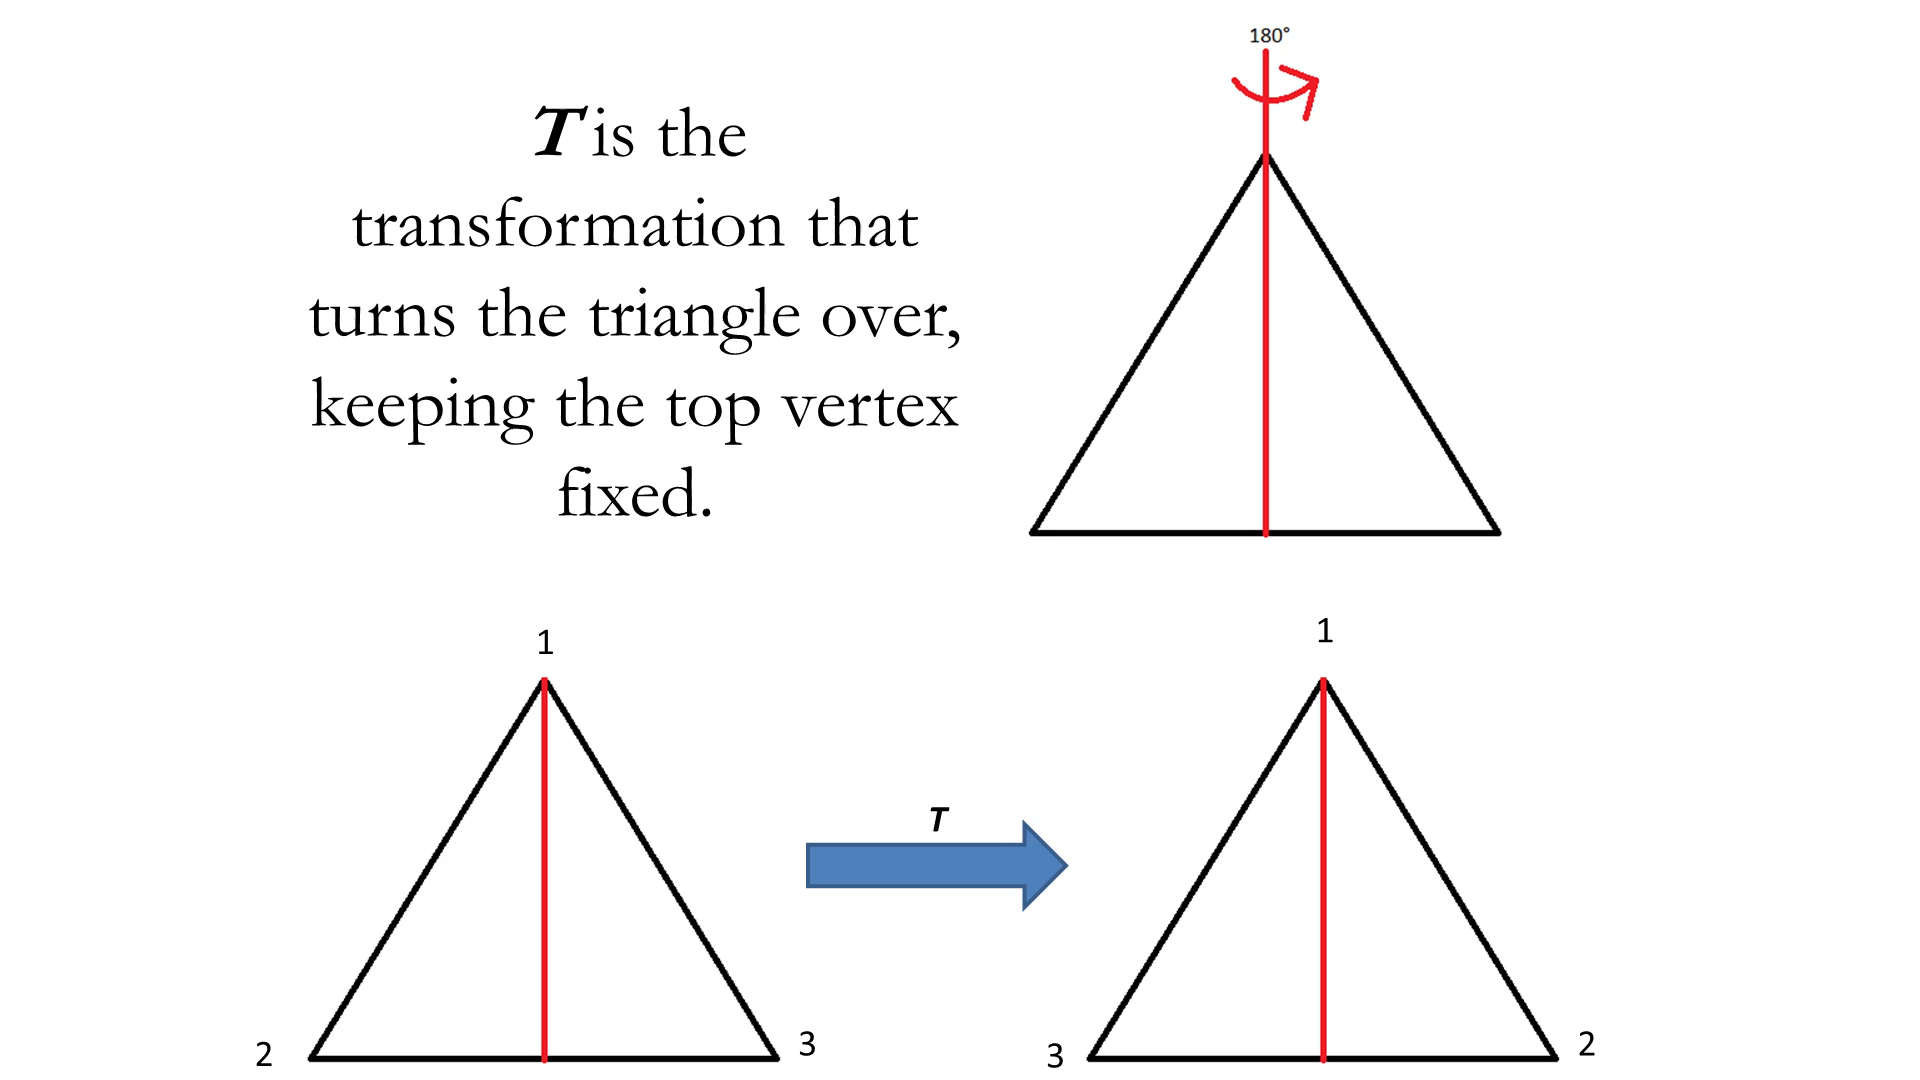 180°
T is the
transformation that
turns the triangle over,
keeping the top vertex
fixed.
1
2
3
T
1
3
2